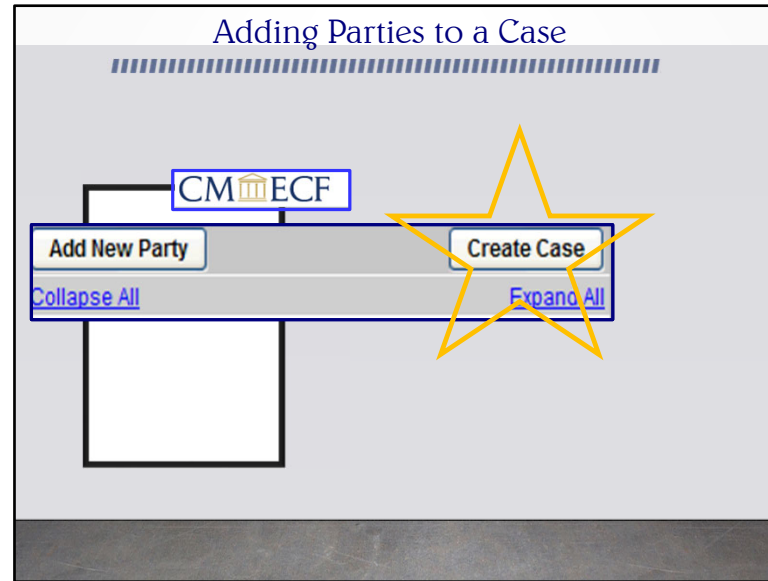 Adding Parties to a Case
CM ECF
Add New Party Create Case
Collapse All Expand All